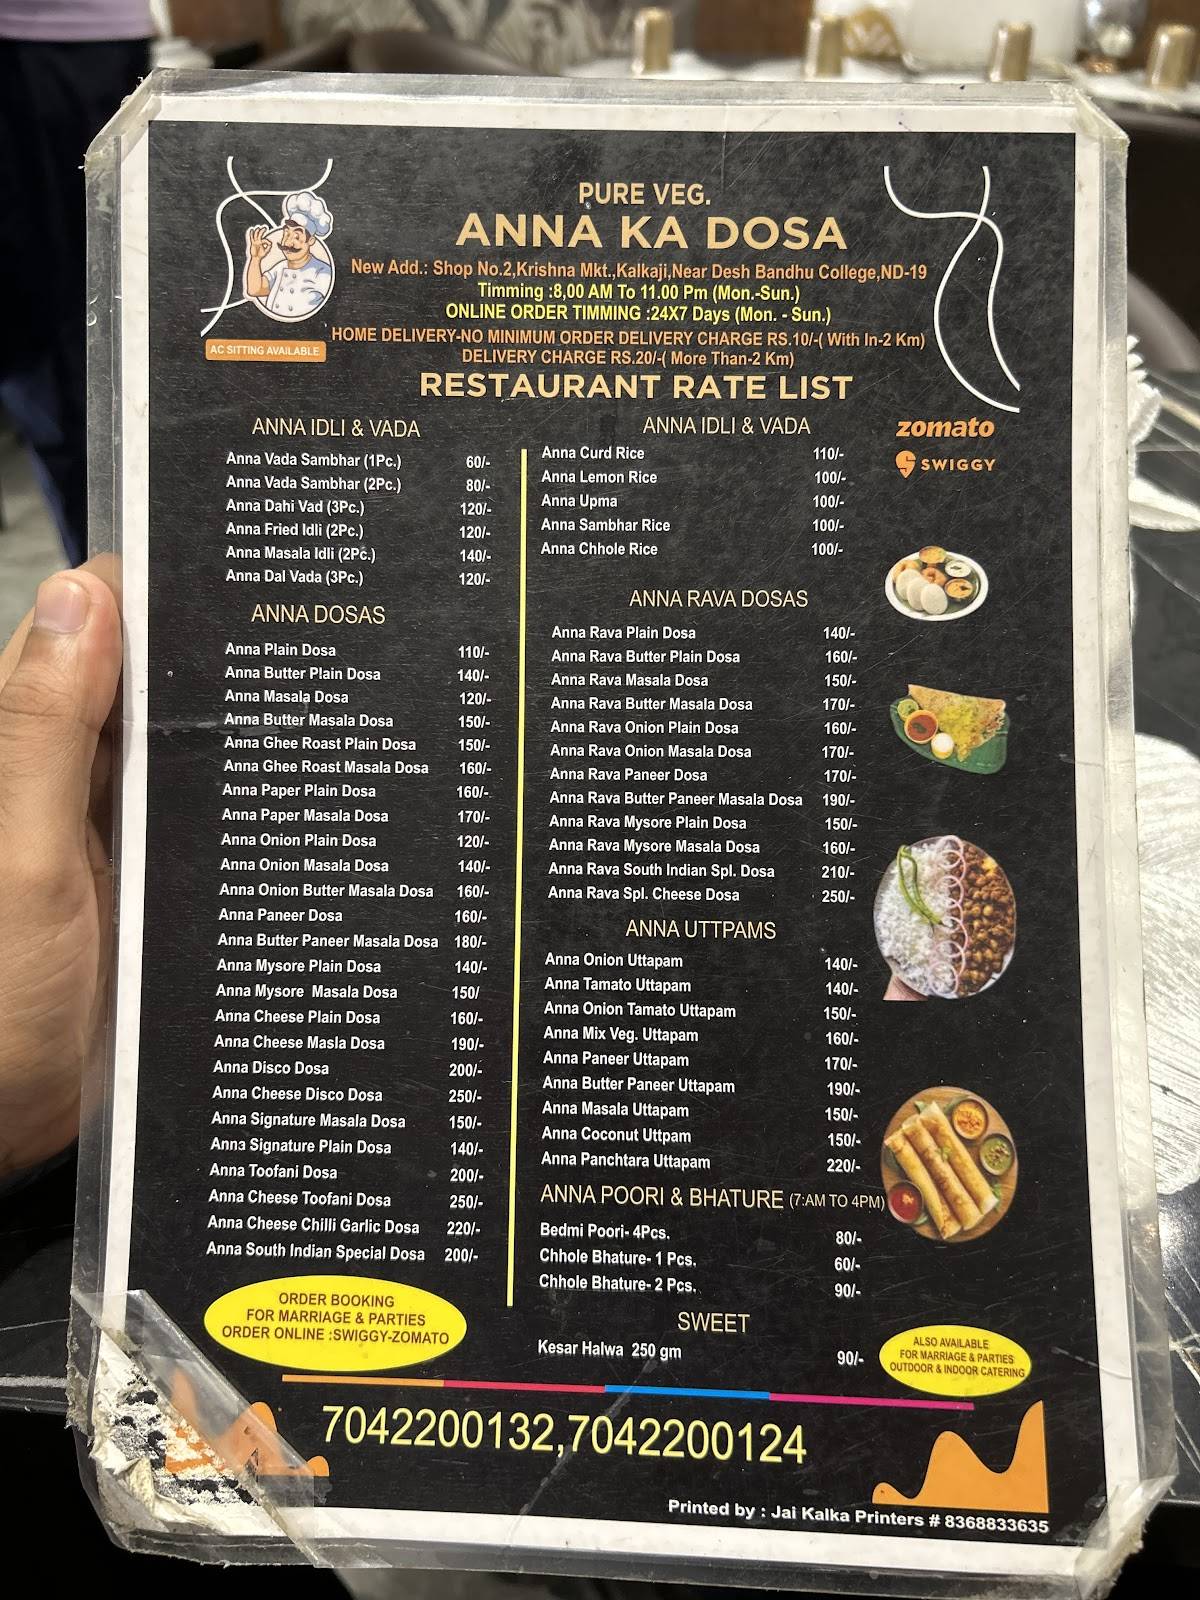 PURE VEG.
ANNA KA DOSA
New Add.: Shop No.2,Krishna Mkt.,Kalkaji,Near Desh Bandhu College,ND-19
Timming :8,00 AM To 11.00 Pm (Mon.-Sun.)
ONLINE ORDER TIMMING :24X7 Days (Mon. - Sun.)
HOME DELIVERY-NO MINIMUM ORDER DELIVERY CHARGE RS.10/-( With In-2 Km)
DELIVERY CHARGE RS.20/-( More Than-2 Km)
AC SITTING AVAILABLE
RESTAURANT RATE LIST
ANNA IDLI & VADA
Anna Vada Sambhar (1Pc.) 60/-
Anna Vada Sambhar (2Pc.) 80/-
Anna Dahi Vad (3Pc.) 120/-
Anna Fried Idli (2Pc.) 120/-
Anna Masala Idli (2Pc.) 140/-
Anna Dal Vada (3Pc.) 120/-
ANNA DOSAS
Anna Plain Dosa 110/-
Anna Butter Plain Dosa 140/-
Anna Masala Dosa 120/-
Anna Butter Masala Dosa 150/-
Anna Ghee Roast Plain Dosa 150/-
Anna Ghee Roast Masala Dosa 160/-
Anna Paper Plain Dosa 160/-
Anna Paper Masala Dosa 170/-
Anna Onion Plain Dosa 120/-
Anna Onion Masala Dosa 140/-
Anna Onion Butter Masala Dosa 160/-
Anna Paneer Dosa 160/-
Anna Butter Paneer Masala Dosa 180/-
Anna Mysore Plain Dosa 140/-
Anna Mysore Masala Dosa 150/
Anna Cheese Plain Dosa 160/-
Anna Cheese Masla Dosa 190/-
Anna Disco Dosa 200/-
Anna Cheese Disco Dosa 250/-
Anna Signature Masala Dosa 150/-
Anna Signature Plain Dosa 140/-
Anna Toofani Dosa 200/-
Anna Cheese Toofani Dosa 250/-
Anna Cheese Chilli Garlic Dosa 220/-
Anna South Indian Special Dosa 200/-
ORDER BOOKING
FOR MARRIAGE & PARTIES
ORDER ONLINE :SWIGGY-ZOMATO
ANNA IDLI & VADA
Anna Curd Rice 110/-
Anna Lemon Rice 100/-
Anna Upma 100/-
Anna Sambhar Rice 100/-
Anna Chhole Rice 100/-
ANNA RAVA DOSAS
Anna Rava Plain Dosa 140/-
Anna Rava Butter Plain Dosa 160/-
Anna Rava Masala Dosa 150/-
Anna Rava Butter Masala Dosa 170/-
Anna Rava Onion Plain Dosa 160/-
Anna Rava Onion Masala Dosa 170/-
Anna Rava Paneer Dosa 170/-
Anna Rava Butter Paneer Masala Dosa 190/-
Anna Rava Mysore Plain Dosa 150/-
Anna Rava Mysore Masala Dosa 160/-
Anna Rava South Indian Spl. Dosa 210/-
Anna Rava Spl. Cheese Dosa 250/-
ANNA UTTPAMS
Anna Onion Uttapam 140/-
Anna Tamato Uttapam 140/-
Anna Onion Tamato Uttapam 150/-
Anna Mix Veg. Uttapam 160/-
Anna Paneer Uttapam 170/-
Anna Butter Paneer Uttapam 190/-
Anna Masala Uttapam 150/-
Anna Coconut Uttpam 150/-
Anna Panchtara Uttapam 220/-
ANNA POORI & BHATURE (7:AM TO 4PM)
Bedmi Poori- 4Pcs. 80/-
Chhole Bhature- 1 Pcs. 60/-
Chhole Bhature- 2 Pcs. 90/-
SWEET
Kesar Halwa 250 gm 90/-
zomato
SWIGGY
ALSO AVAILABLE
FOR MARRIAGE & PARTIES
OUTDOOR & INDOOR CATERING
7042200132,7042200124
Printed by : Jai Kalka Printers # 8368833635